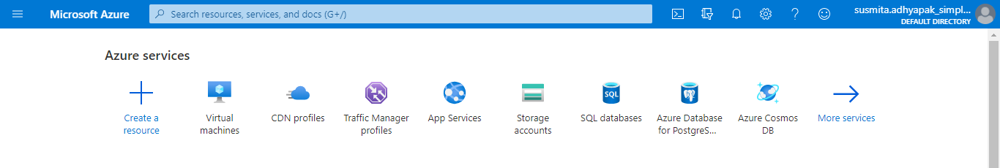 Microsoft Azure
Search resources, services, and docs (G+/)
susmita.adhyapak_simpl...
DEFAULT DIRECTORY
Azure services
Create a
resource
Virtual
machines
CDN profiles
Traffic Manager
profiles
App Services
Storage
accounts
SQL
SQL databases
Azure Database
for PostgreS...
Azure Cosmos
DB
More services